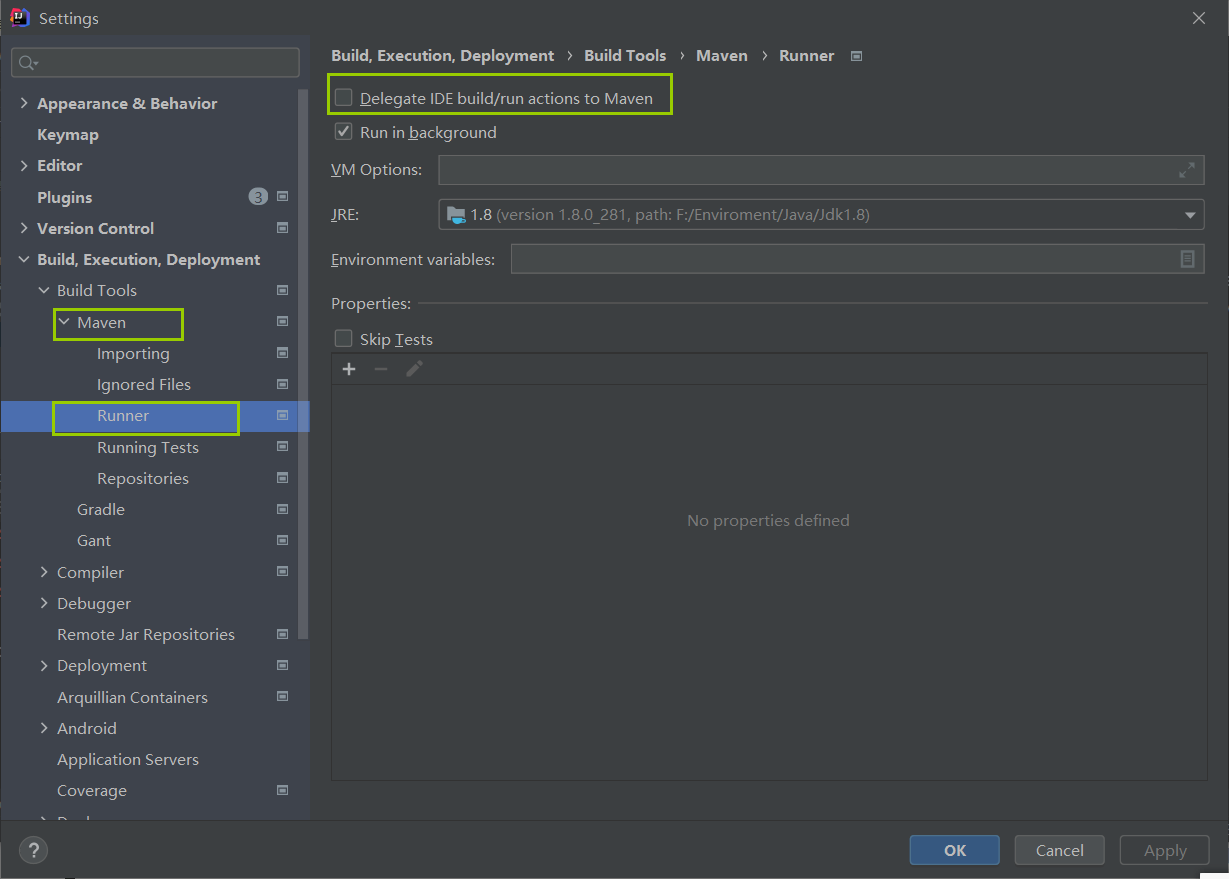 Settings
Appearance & Behavior
Keymap
Editor
Plugins 3
Version Control
Build, Execution, Deployment
Build Tools
Maven
Importing
Ignored Files
Runner
Running Tests
Repositories
Gradle
Gant
Compiler
Debugger
Remote Jar Repositories
Deployment
Arquillian Containers
Android
Application Servers
Coverage
Build, Execution, Deployment › Build Tools › Maven › Runner
Delegate IDE build/run actions to Maven
Run in background
VM Options:
JRE: 1.8 (version 1.8.0_281, path: F:/Enviroment/Java/Jdk1.8)
Environment variables:
Properties:
Skip Tests
No properties defined
?
OK Cancel Apply